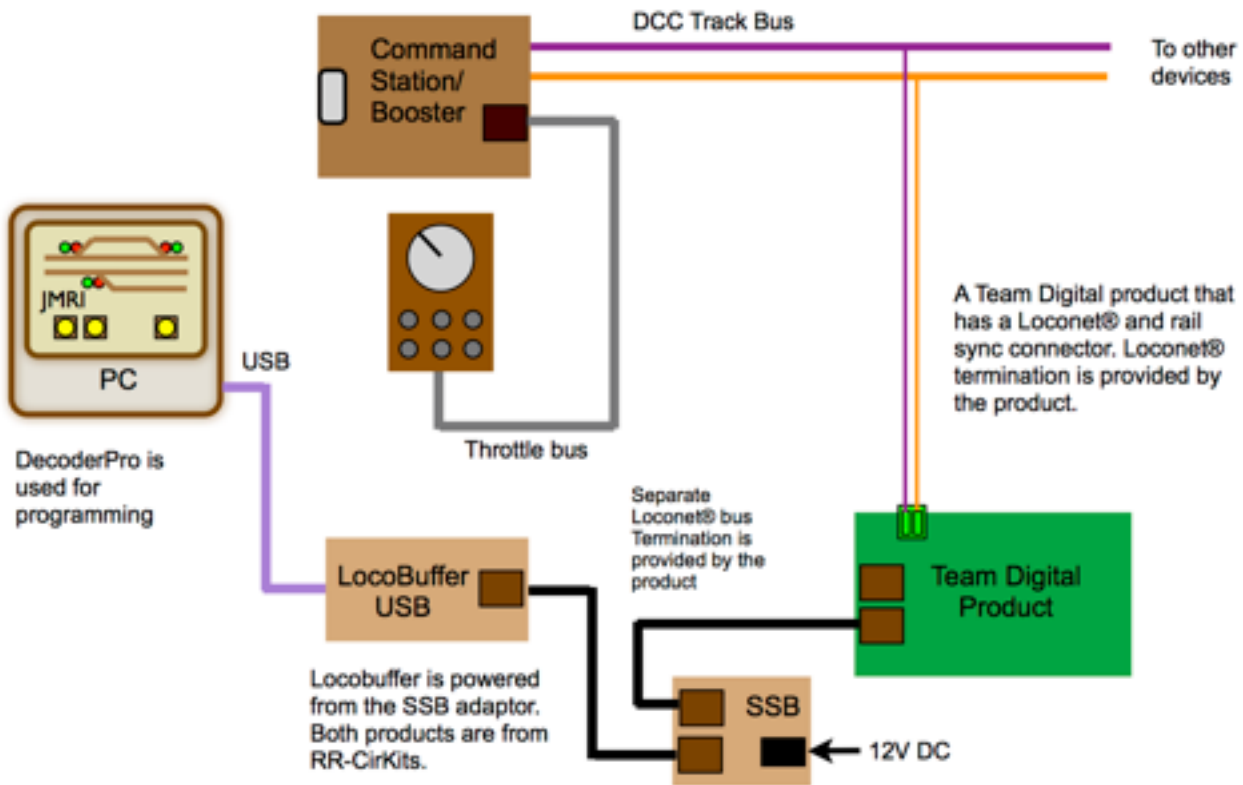 DCC Track Bus
Command
Station/
Booster
To other
devices
JMRI
PC
USB
Throttle bus
A Team Digital product that
has a Loconet® and rail
sync connector. Loconet®
termination is provided by
the product.
DecoderPro is
used for
programming
Separate
Loconet® bus
Termination is
provided by the
product
LocoBuffer
USB
Team Digital
Product
Locobuffer is powered
from the SSB adaptor.
Both products are from
RR-CirKits.
SSB
12V DC